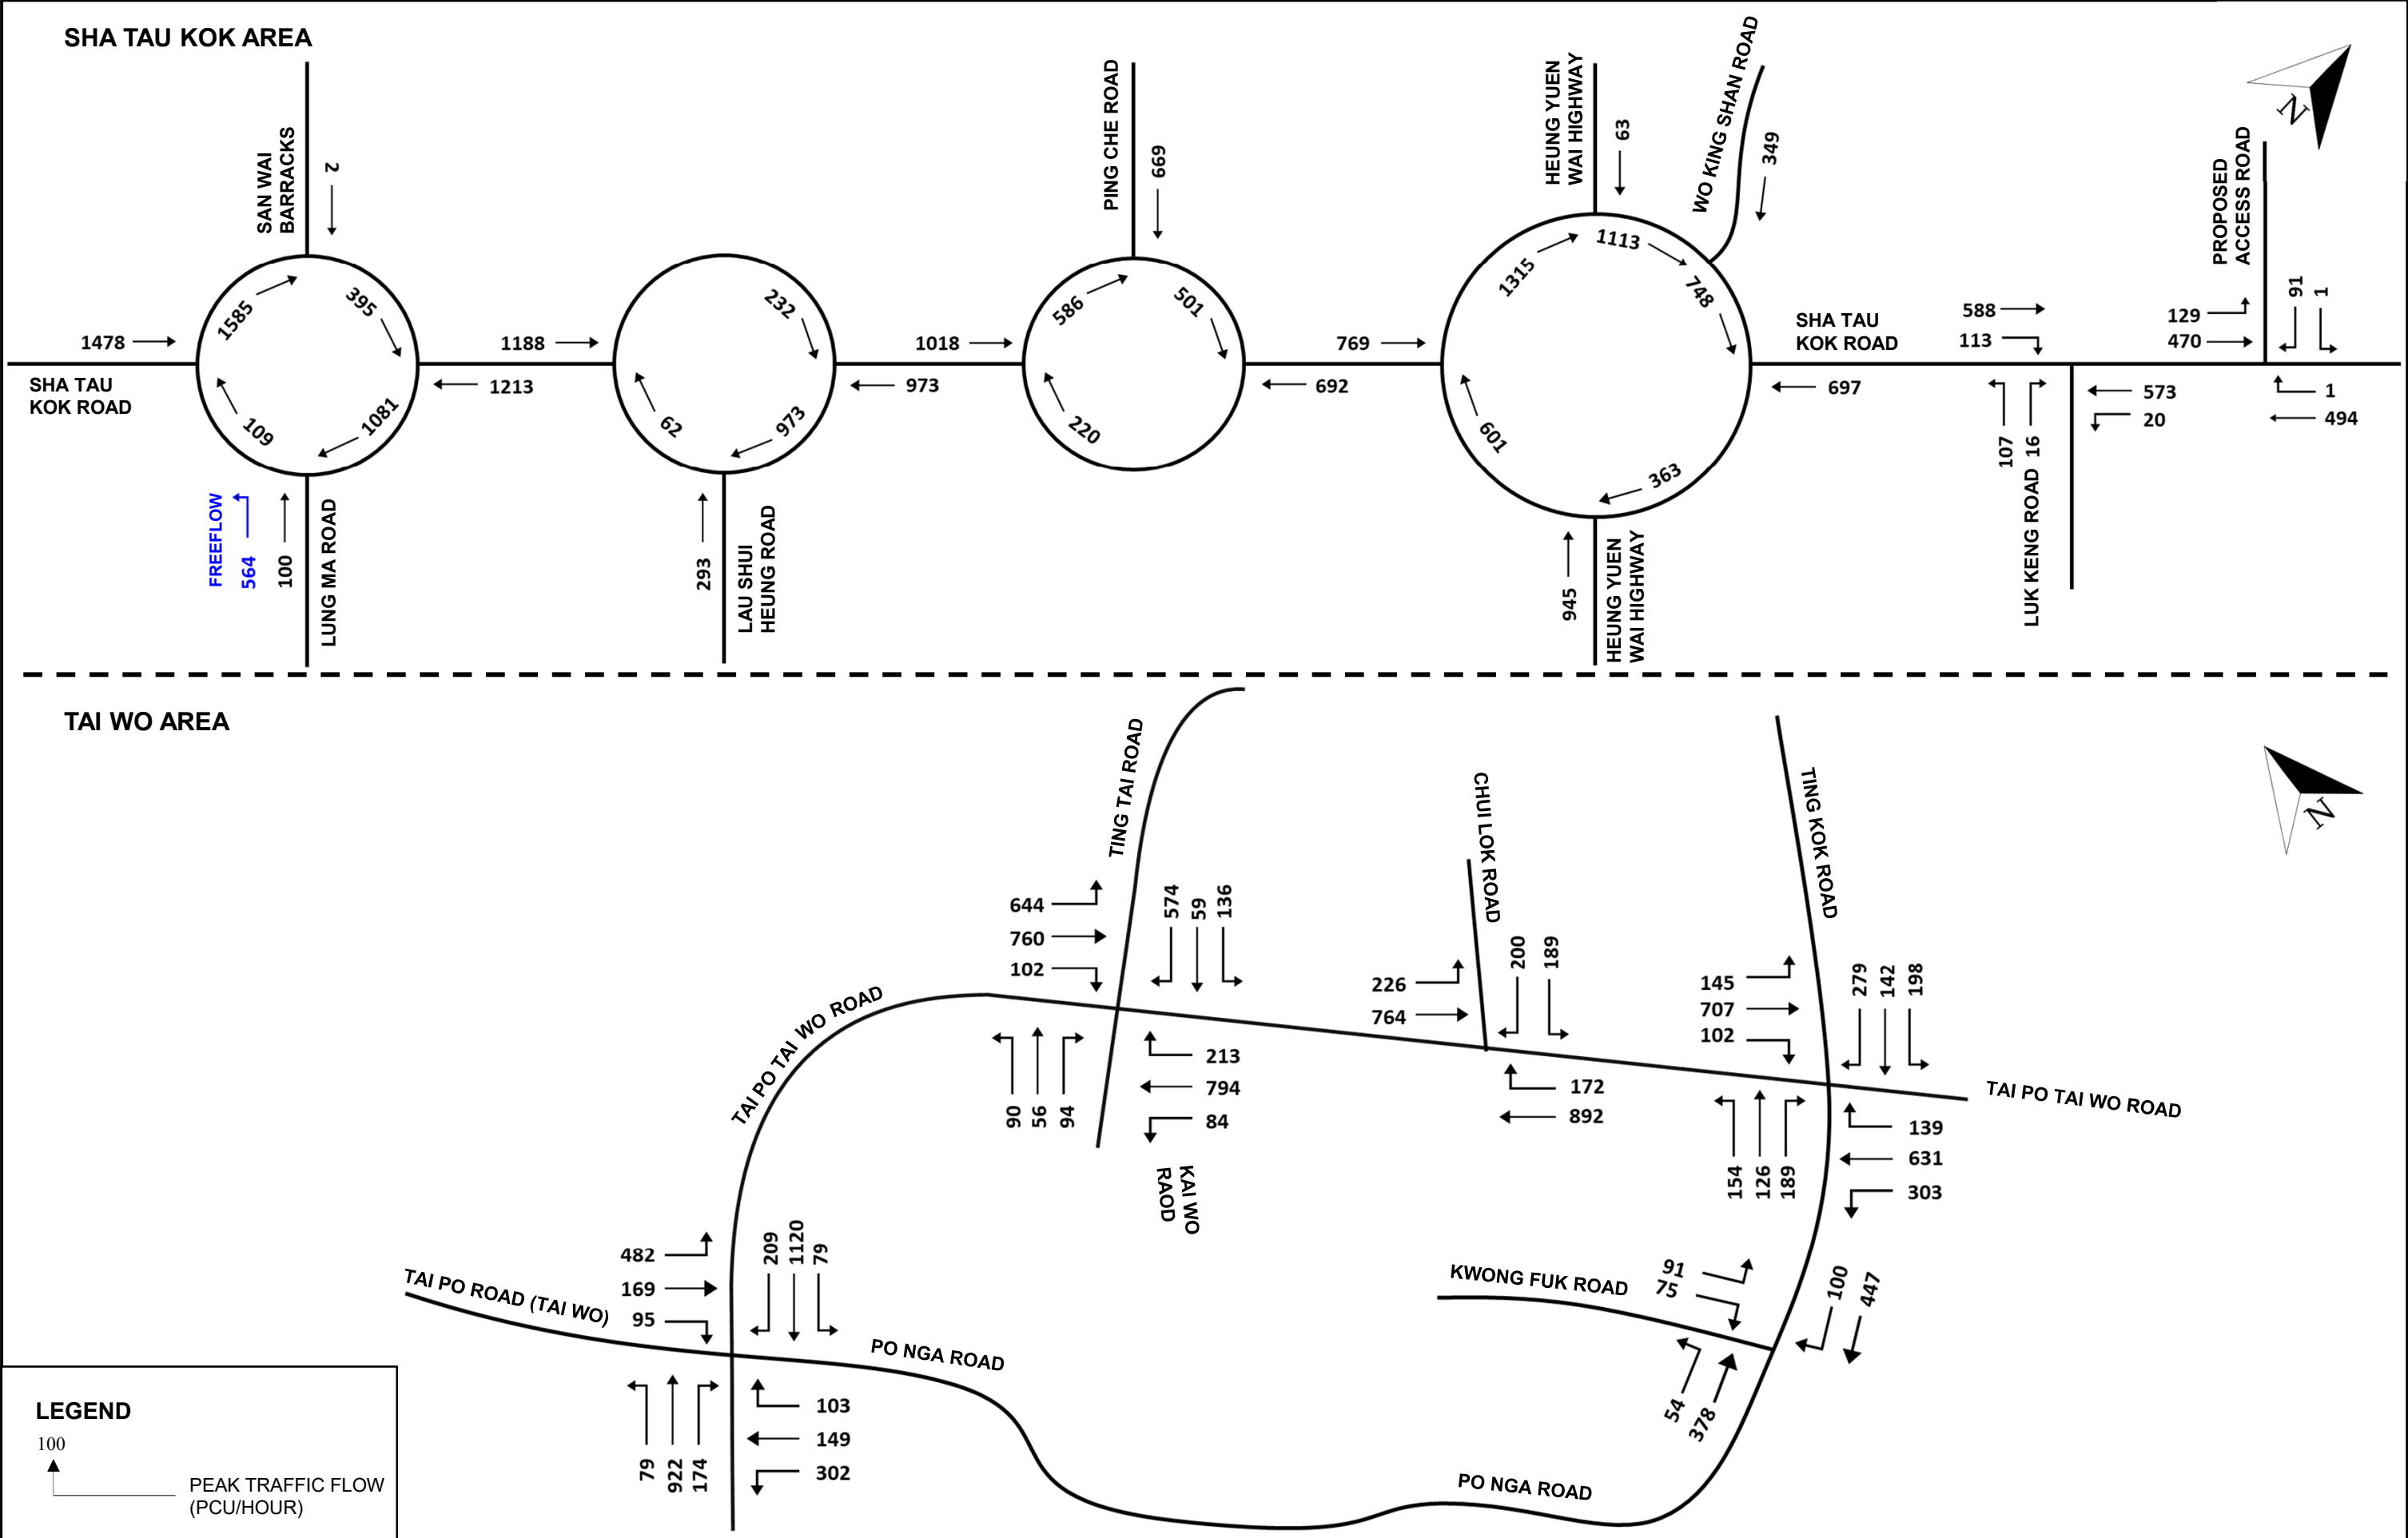 SHA TAU KOK AREA
SAN WAI
BARRACKS
2
1478
SHA TAU
KOK ROAD
1585
395
109
1081
FREEFLOW
564
100
LUNG MA ROAD
1188
1213
232
62
973
293
LAU SHUI
HEUNG ROAD
1018
973
PING CHE ROAD
669
586
501
220
769
692
HEUNG YUEN
WAI HIGHWAY
63
WO KING SHAN ROAD
349
1315
1113
748
601
363
945
HEUNG YUEN
WAI HIGHWAY
SHA TAU
KOK ROAD
697
588
113
107
16
LUK KENG ROAD
573
20
PROPOSED
ACCESS ROAD
129
470
91
1
1
494
N
TAI WO AREA
N
TING TAI ROAD
644
760
102
574
59
136
90
56
94
213
794
84
KAI WO
RAOD
CHUI LOK ROAD
226
764
200
189
172
892
TING KOK ROAD
145
707
102
279
142
198
154
126
189
139
631
303
TAI PO TAI WO ROAD
TAI PO TAI WO ROAD
KWONG FUK ROAD
91
75
100
447
54
378
TAI PO ROAD (TAI WO)
482
169
95
209
1120
79
79
922
174
103
149
302
PO NGA ROAD
PO NGA ROAD
LEGEND
100
PEAK TRAFFIC FLOW
(PCU/HOUR)